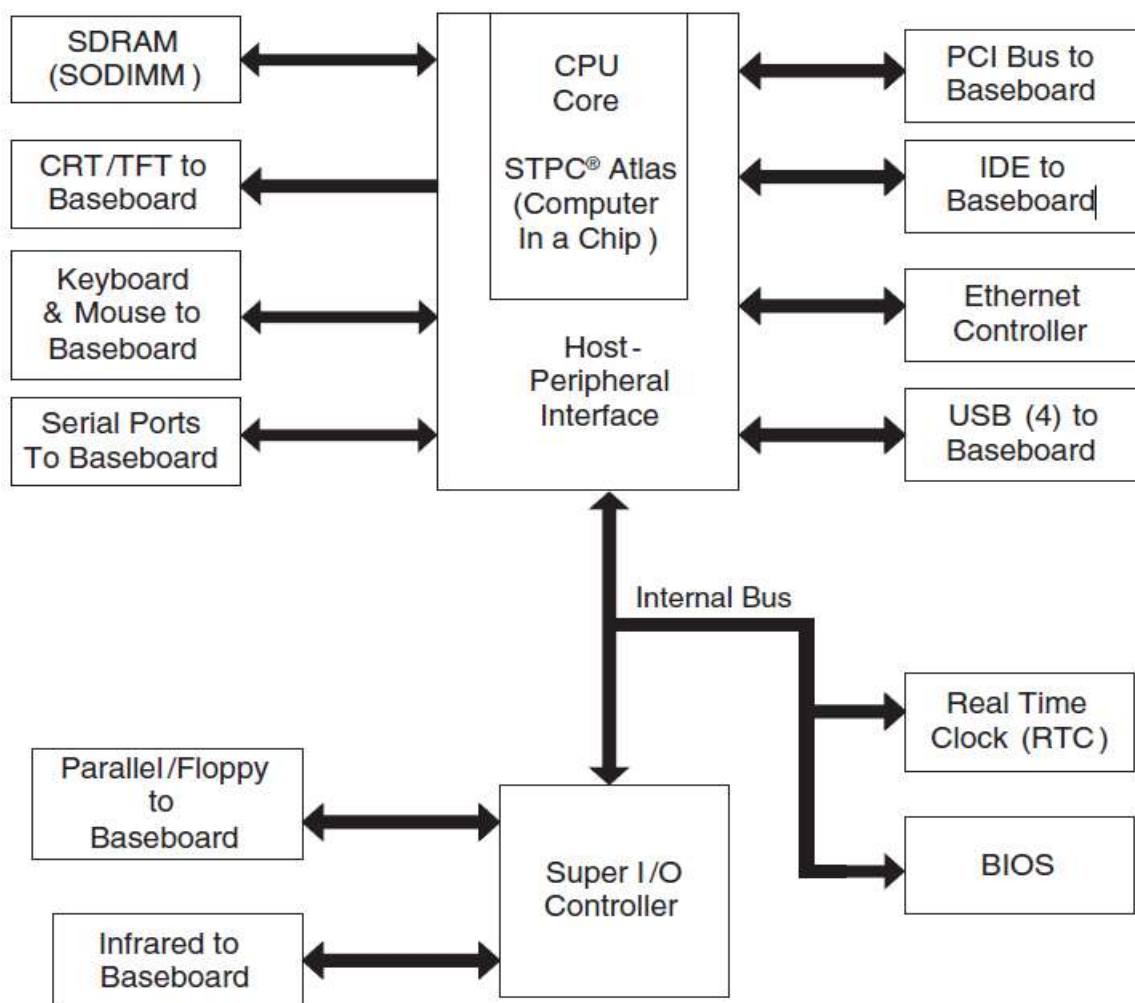 SDRAM
(SODIMM)
CRT/TFT to
Baseboard
Keyboard
& Mouse to
Baseboard
Serial Ports
To Baseboard
CPU
Core
STPC® Atlas
(Computer
In a Chip)
Host-
Peripheral
Interface
PCI Bus to
Baseboard
IDE to
Baseboard
Ethernet
Controller
USB (4) to
Baseboard
Internal Bus
Real Time
Clock (RTC)
BIOS
Parallel/Floppy
to
Baseboard
Infrared to
Baseboard
Super I/O
Controller